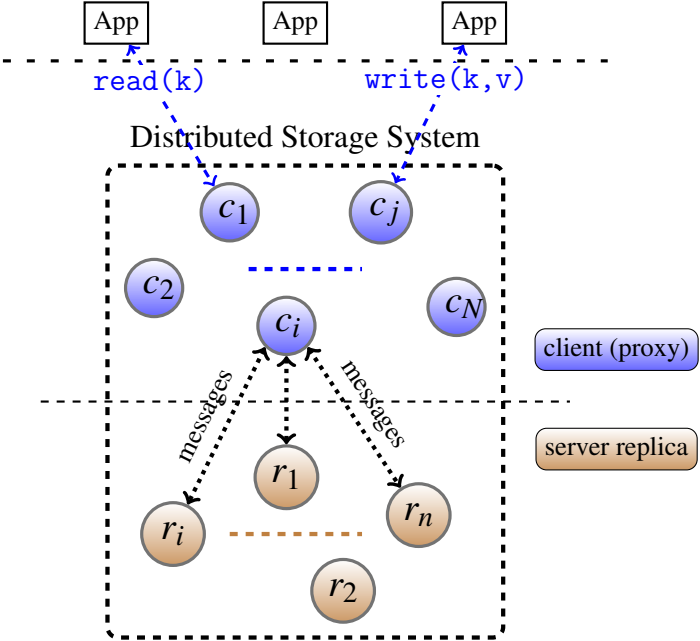 App App App
read(k) write(k,v)
Distributed Storage System
c1 cj
c2 cN
ci
client (proxy)
messages messages
server replica
r1
ri rn
r2